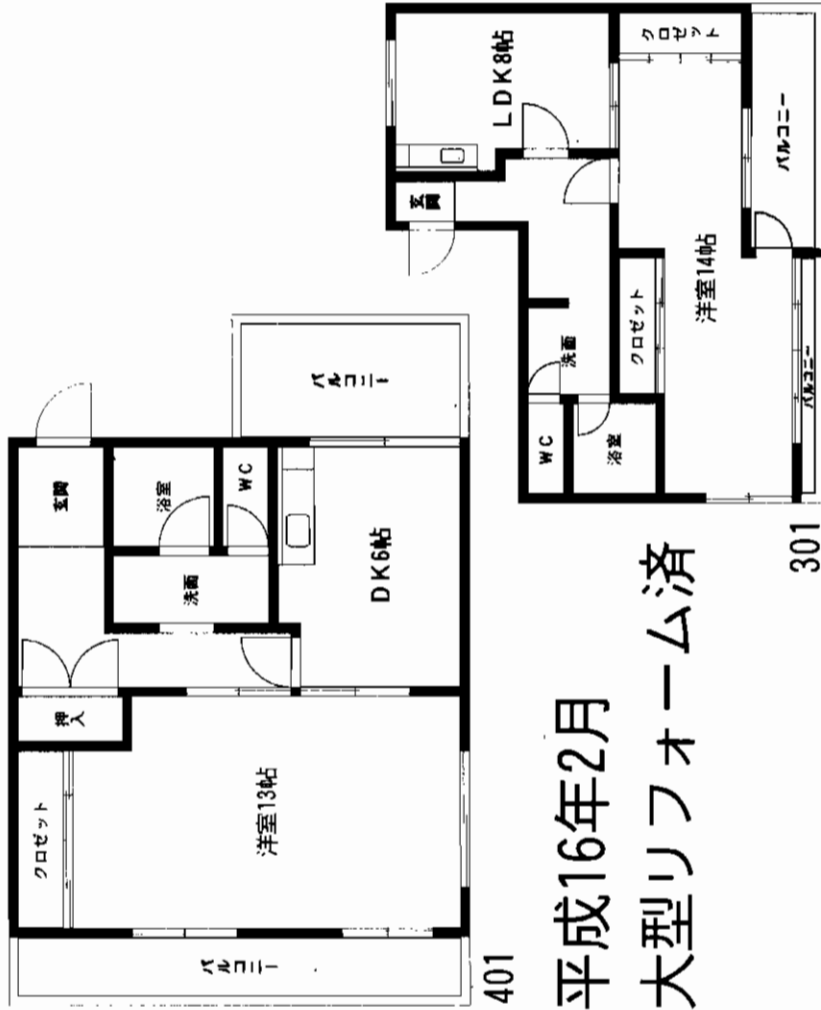 クロゼット
押入
玄関
浴室
洗面
WC
DK6帖
洋室13帖
バルコニー
バルコニー
401
玄関
LDK8帖
クロゼット
洗面
WC
浴室
クロゼット
洋室14帖
バルコニー
バルコニー
301
平成16年2月
大型リフォーム済